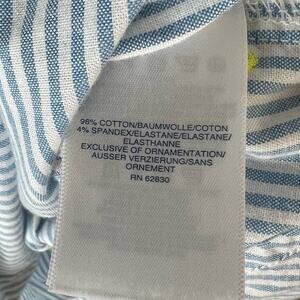 96% COTTON/BAUMWOLLE/COTON
4% SPANDEX/ELASTANE/ELASTANE/
ELASTHANNE
EXCLUSIVE OF ORNAMENTATION/
AUSSER VERZIERUNG/SANS
ORNEMENT
RN 62830